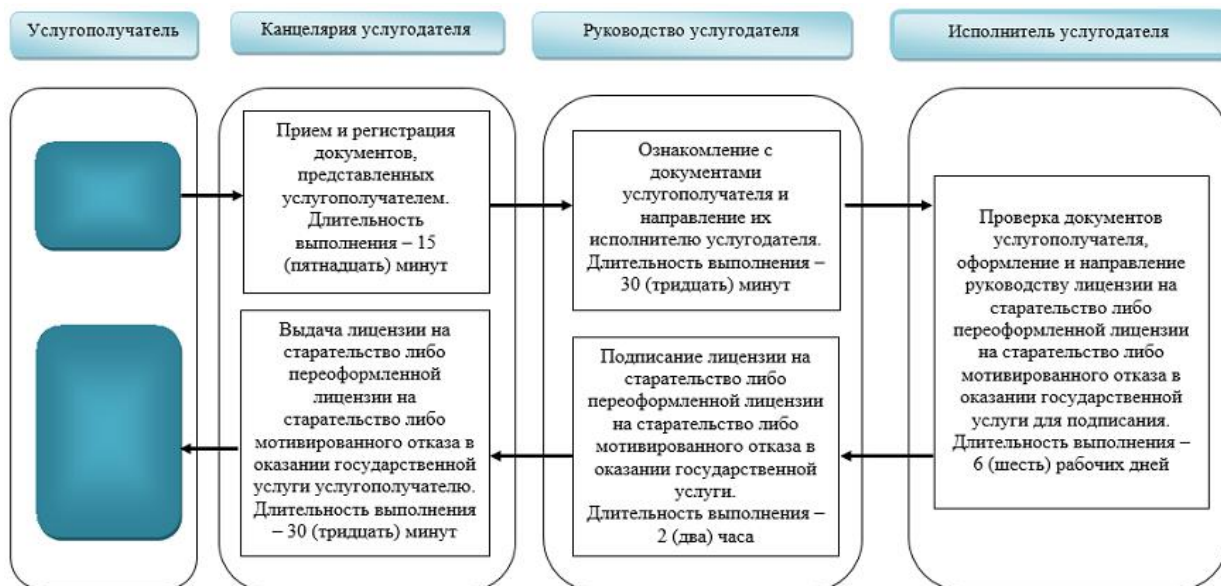 Услугополучатель
Канцелярия услугодателя
Руководство услугодателя
Исполнитель услугодателя
Прием и регистрация
документов,
представленных
услугополучателем.
Длительность
выполнения – 15
(пятнадцать) минут
Ознакомление с
документами
услугополучателя и
направление их
исполнителю услугодателя.
Длительность выполнения –
30 (тридцать) минут
Проверка документов
услугополучателя,
оформление и направление
руководству лицензии на
старательство либо
переоформленной лицензии
на старательство либо
мотивированного отказа в
оказании государственной
услуги для подписания.
Длительность выполнения –
6 (шесть) рабочих дней
Выдача лицензии на
старательство либо
переоформленной
лицензии на
старательство либо
мотивированного отказа в
оказании государственной
услуги услугополучателю.
Длительность выполнения
– 30 (тридцать) минут
Подписание лицензии на
старательство либо
переоформленной лицензии
на старательство либо
мотивированного отказа в
оказании государственной
услуги.
Длительность выполнения –
2 (два) часа